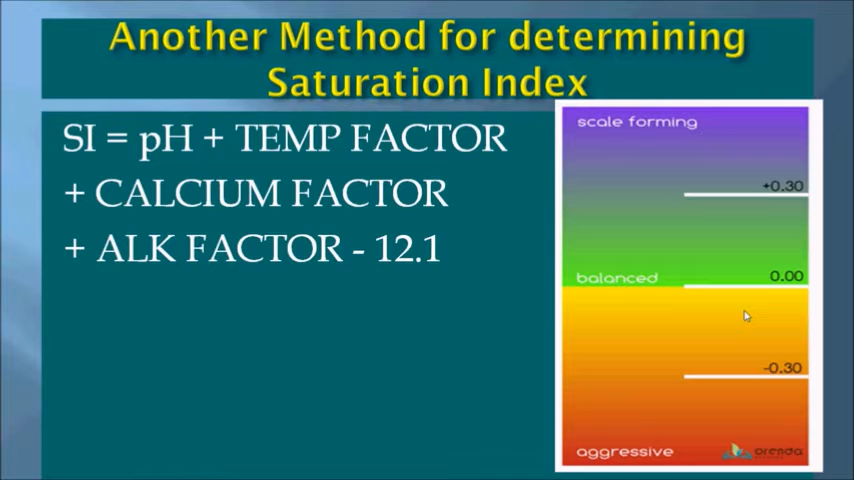 Another Method for determining
Saturation Index
SI = pH + TEMP FACTOR
+ CALCIUM FACTOR
+ ALK FACTOR - 12.1
scale forming
+0.30
balanced
0.00
-0.30
aggressive
orenda